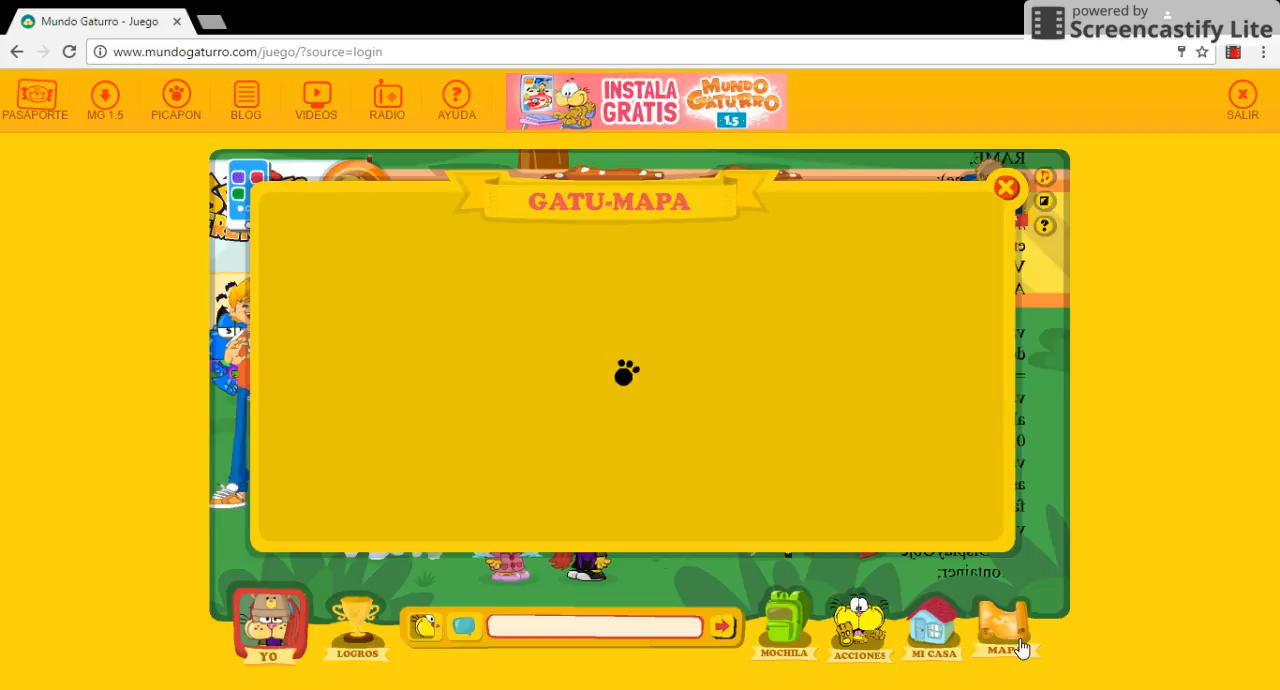 Mundo Gaturro - Juego
powered by
Screencastify Lite
www.mundogaturro.com/juego/?source=login
PASAPORTE
MG 1.5
PICAPON
BLOG
VIDEOS
RADIO
AYUDA
INSTALA
GRATIS
MUNDO
GATURRO
1.5
SALIR
RAME.
GATU-MAPA
ontainer:
YO
LOGROS
MOCHILA
ACCIONES
MI CASA
MAPA